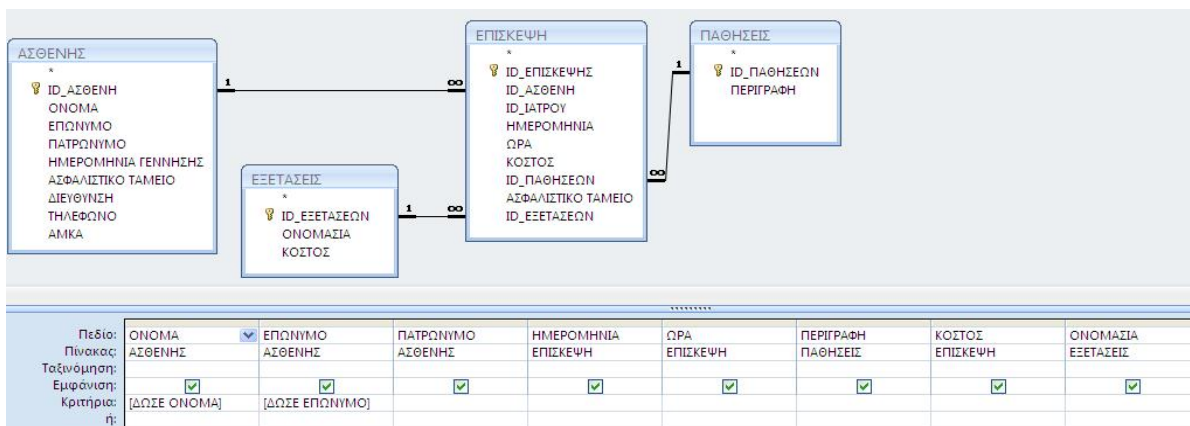 ΑΣΘΕΝΗΣ
*
ID_ΑΣΘΕΝΗ
ΟΝΟΜΑ
ΕΠΩΝΥΜΟ
ΠΑΤΡΩΝΥΜΟ
ΗΜΕΡΟΜΗΝΙΑ ΓΕΝΝΗΣΗΣ
ΑΣΦΑΛΙΣΤΙΚΟ ΤΑΜΕΙΟ
ΔΙΕΥΘΥΝΣΗ
ΤΗΛΕΦΩΝΟ
ΑΜΚΑ
1 ∞
ΕΞΕΤΑΣΕΙΣ
*
ID_ΕΞΕΤΑΣΕΩΝ
ΟΝΟΜΑΣΙΑ
ΚΟΣΤΟΣ
1 ∞
ΕΠΙΣΚΕΨΗ
*
ID_ΕΠΙΣΚΕΨΗΣ
ID_ΑΣΘΕΝΗ
ID_ΙΑΤΡΟΥ
ΗΜΕΡΟΜΗΝΙΑ
ΩΡΑ
ΚΟΣΤΟΣ
ID_ΠΑΘΗΣΕΩΝ
ΑΣΦΑΛΙΣΤΙΚΟ ΤΑΜΕΙΟ
ID_ΕΞΕΤΑΣΕΩΝ
1
∞
ΠΑΘΗΣΕΙΣ
*
ID_ΠΑΘΗΣΕΩΝ
ΠΕΡΙΓΡΑΦΗ
Πεδίο: ΟΝΟΜΑ ΕΠΩΝΥΜΟ ΠΑΤΡΩΝΥΜΟ ΗΜΕΡΟΜΗΝΙΑ ΩΡΑ ΠΕΡΙΓΡΑΦΗ ΚΟΣΤΟΣ ΟΝΟΜΑΣΙΑ
Πίνακας: ΑΣΘΕΝΗΣ ΑΣΘΕΝΗΣ ΑΣΘΕΝΗΣ ΕΠΙΣΚΕΨΗ ΕΠΙΣΚΕΨΗ ΠΑΘΗΣΕΙΣ ΕΠΙΣΚΕΨΗ ΕΞΕΤΑΣΕΙΣ
Ταξινόμηση:
Εμφάνιση:
Κριτήρια: [ΔΩΣΕ ΟΝΟΜΑ] [ΔΩΣΕ ΕΠΩΝΥΜΟ]
ή: